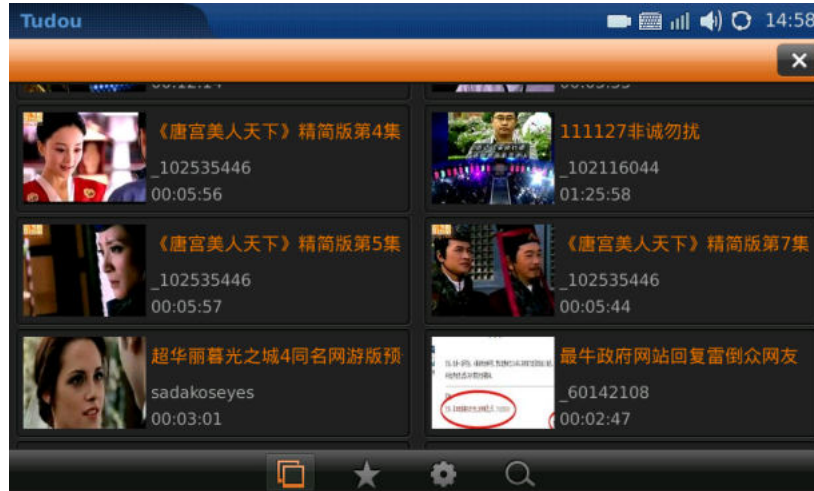 Tudou
14:58
00:12:14
《唐宫美人天下》精简版第4集
_102535446
00:05:56
111127非诚勿扰
_102116044
01:25:58
《唐宫美人天下》精简版第5集
_102535446
00:05:57
《唐宫美人天下》精简版第7集
_102535446
00:05:44
超华丽暮光之城4同名网游版预
sadakoseyes
00:03:01
最牛政府网站回复雷倒众网友
_60142108
00:02:47